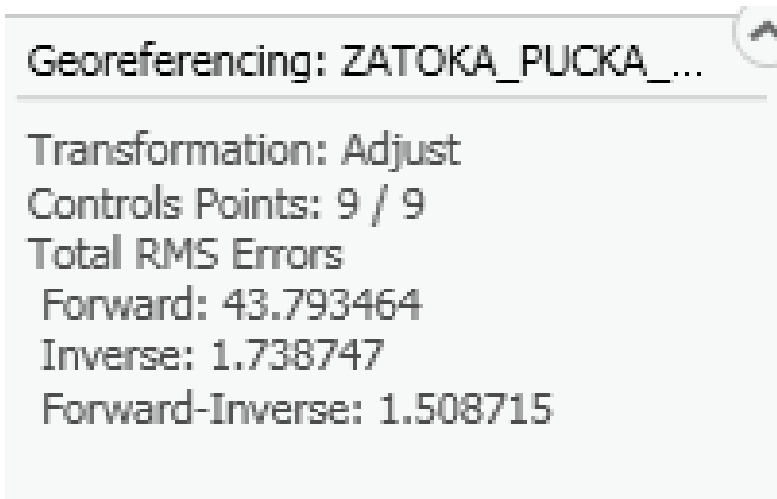 Georeferencing: ZATOKA_PUCKA_...
Transformation: Adjust
Controls Points: 9 / 9
Total RMS Errors
Forward: 43.793464
Inverse: 1.738747
Forward-Inverse: 1.508715